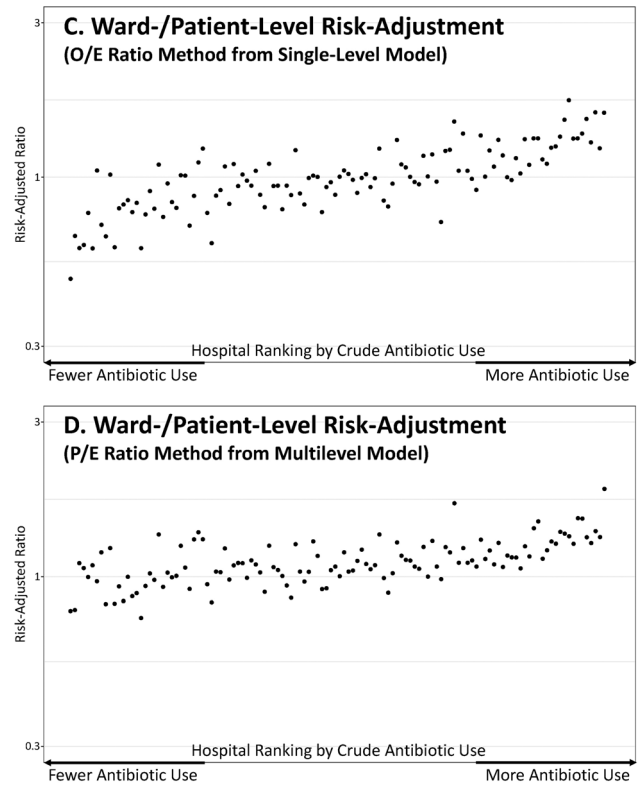 C. Ward-/Patient-Level Risk-Adjustment
(O/E Ratio Method from Single-Level Model)
3
1
0.3
Risk-Adjusted Ratio
Hospital Ranking by Crude Antibiotic Use
Fewer Antibiotic Use
More Antibiotic Use
D. Ward-/Patient-Level Risk-Adjustment
(P/E Ratio Method from Multilevel Model)
3
1
0.3
Risk-Adjusted Ratio
Hospital Ranking by Crude Antibiotic Use
Fewer Antibiotic Use
More Antibiotic Use